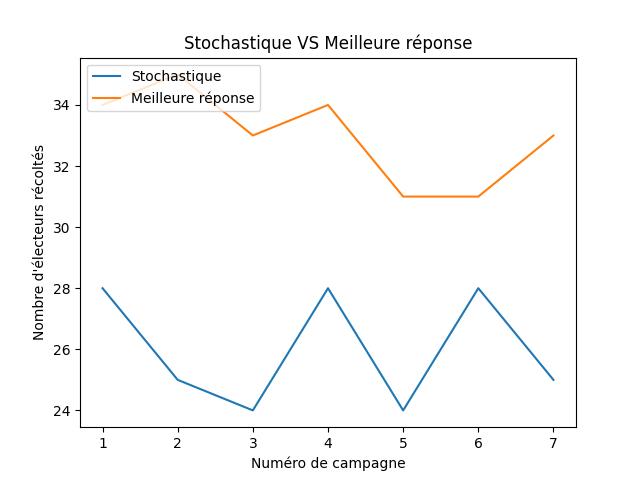 Stochastique VS Meilleure réponse
Stochastique
Meilleure réponse
34
32
30
28
26
24
Nombre d'électeurs récoltés
1 2 3 4 5 6 7
Numéro de campagne